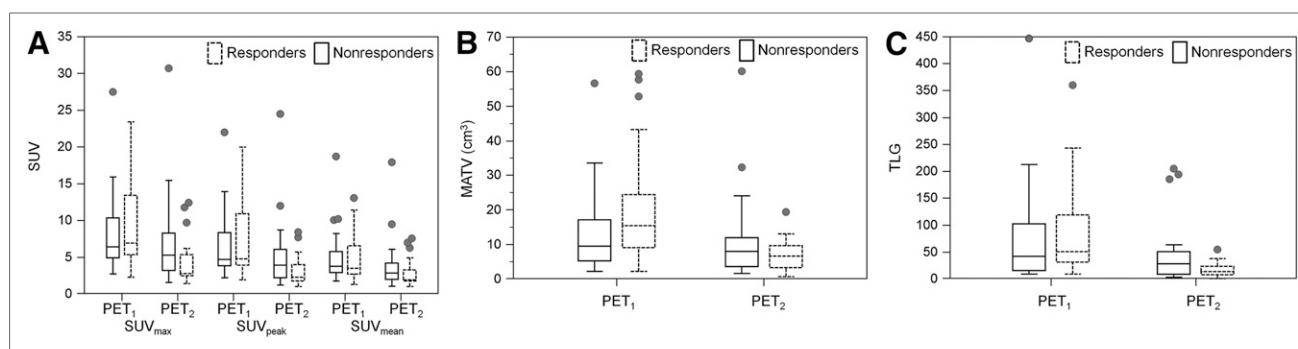 A
Responders Nonresponders
35
30
25
20
15
10
5
0
SUV
PET1 PET2 PET1 PET2 PET1 PET2
SUVmax SUVpeak SUVmean
B
Responders Nonresponders
70
60
50
40
30
20
10
0
MATV (cm³)
PET1 PET2
C
Responders Nonresponders
450
400
350
300
250
200
150
100
50
0
TLG
PET1 PET2